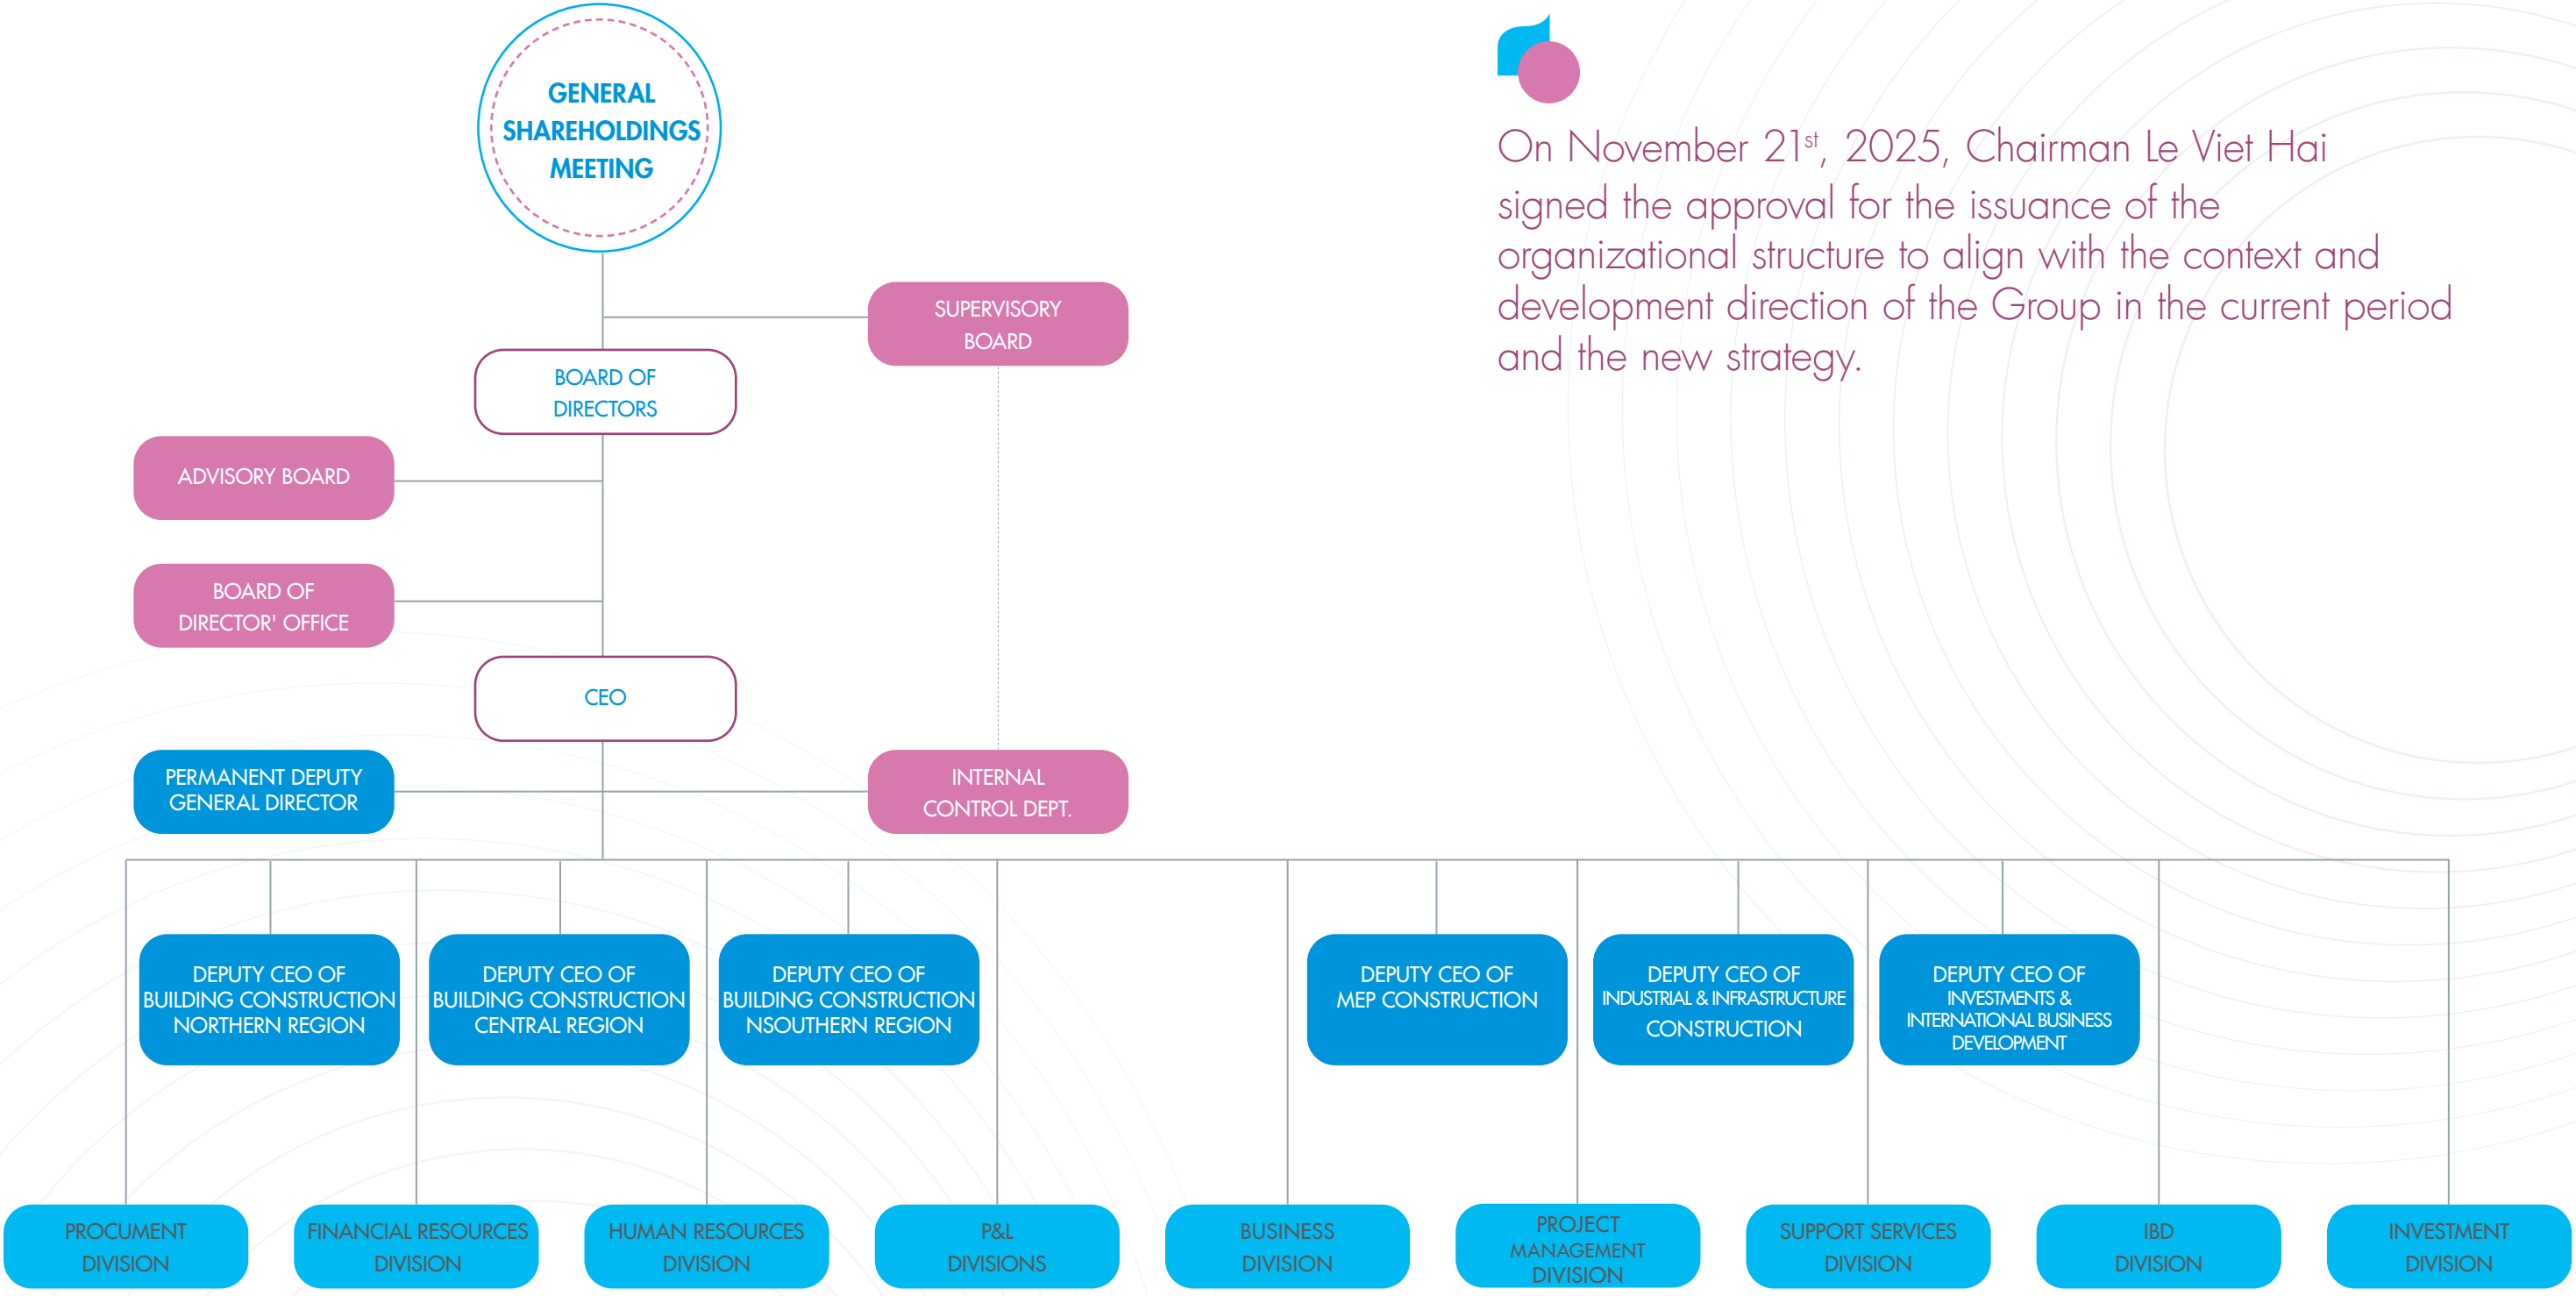 GENERAL
SHAREHOLDINGS
MEETING
On November 21st, 2025, Chairman Le Viet Hai
signed the approval for the issuance of the
organizational structure to align with the context and
development direction of the Group in the current period
and the new strategy.
SUPERVISORY
BOARD
BOARD OF
DIRECTORS
ADVISORY BOARD
BOARD OF
DIRECTOR' OFFICE
CEO
PERMANENT DEPUTY
GENERAL DIRECTOR
INTERNAL
CONTROL DEPT.
DEPUTY CEO OF
BUILDING CONSTRUCTION
NORTHERN REGION
DEPUTY CEO OF
BUILDING CONSTRUCTION
CENTRAL REGION
DEPUTY CEO OF
BUILDING CONSTRUCTION
NSOUTHERN REGION
DEPUTY CEO OF
MEP CONSTRUCTION
DEPUTY CEO OF
INDUSTRIAL & INFRASTRUCTURE
CONSTRUCTION
DEPUTY CEO OF
INVESTMENTS &
INTERNATIONAL BUSINESS
DEVELOPMENT
PROCUMENT
DIVISION
FINANCIAL RESOURCES
DIVISION
HUMAN RESOURCES
DIVISION
P&L
DIVISIONS
BUSINESS
DIVISION
PROJECT
MANAGEMENT
DIVISION
SUPPORT SERVICES
DIVISION
IBD
DIVISION
INVESTMENT
DIVISION